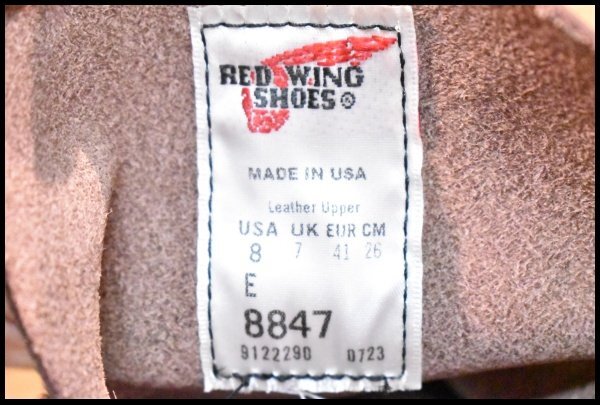 RED WING
SHOES®
MADE IN USA
Leather Upper
USA UK EUR CM
8 7 41 26
E
8847
9122290 0723